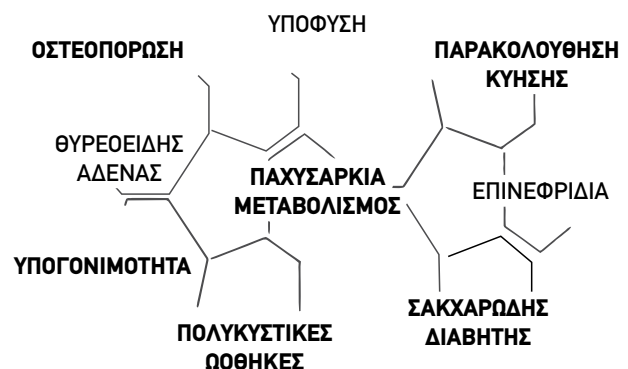 ΥΠΟΦΥΣΗ
ΟΣΤΕΟΠΟΡΩΣΗ
ΠΑΡΑΚΟΛΟΥΘΗΣΗ
ΚΥΗΣΗΣ
ΘΥΡΕΟΕΙΔΗΣ
ΑΔΕΝΑΣ
ΠΑΧΥΣΑΡΚΙΑ
ΜΕΤΑΒΟΛΙΣΜΟΣ
ΕΠΙΝΕΦΡΙΔΙΑ
ΥΠΟΓΟΝΙΜΟΤΗΤΑ
ΠΟΛΥΚΥΣΤΙΚΕΣ
ΩΟΘΗΚΕΣ
ΣΑΚΧΑΡΩΔΗΣ
ΔΙΑΒΗΤΗΣ